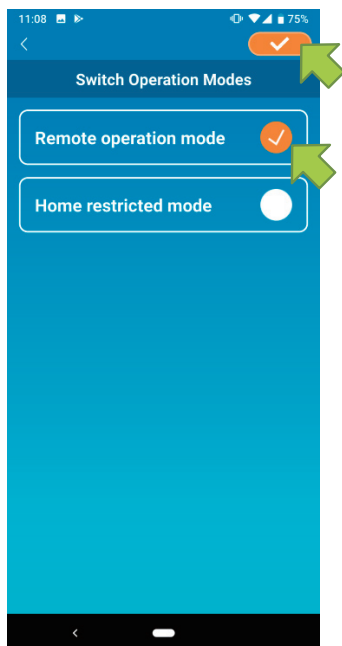 11:08 75%
Switch Operation Modes
Remote operation mode
Home restricted mode